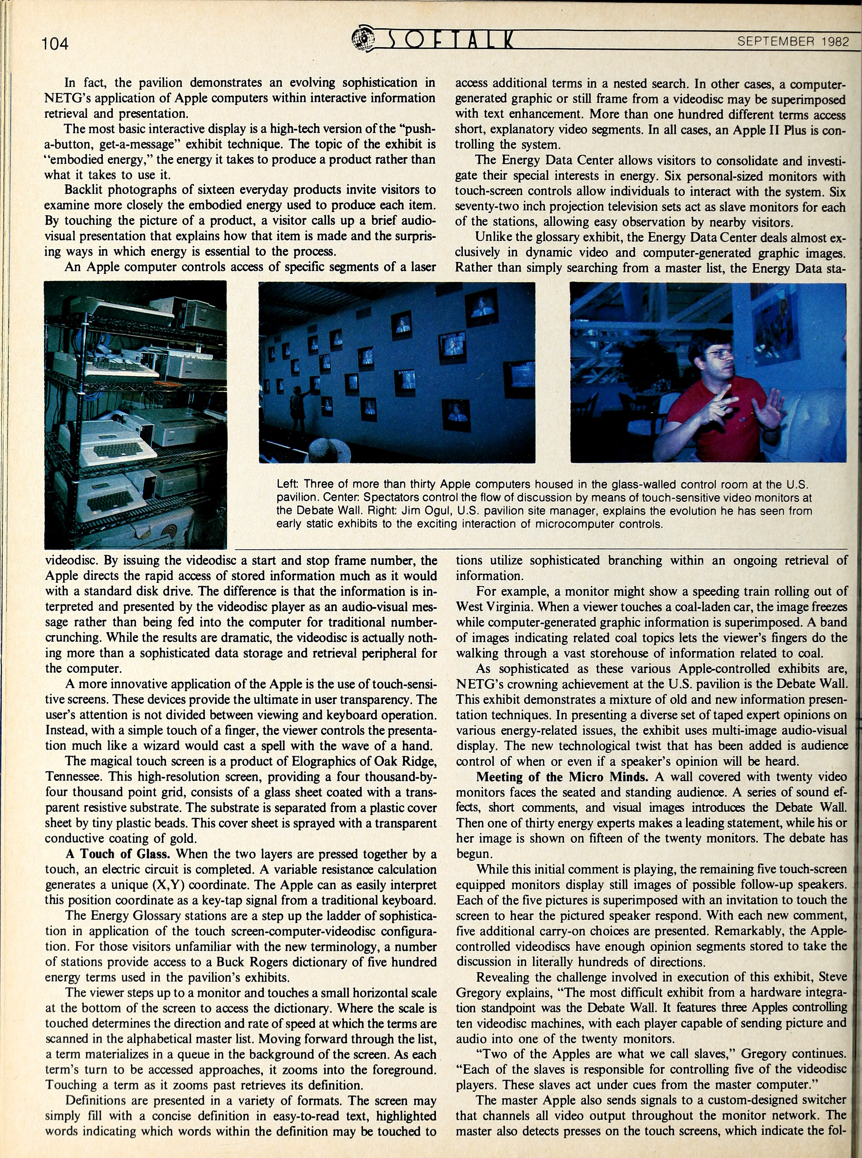 104
SOFTALK
SEPTEMBER 1982
In fact, the pavilion demonstrates an evolving sophistication in
NETG's application of Apple computers within interactive information
retrieval and presentation.
The most basic interactive display is a high-tech version of the "push-
a-button, get-a-message" exhibit technique. The topic of the exhibit is
"embodied energy," the energy it takes to produce a product rather than
what it takes to use it.
Backlit photographs of sixteen everyday products invite visitors to
examine more closely the embodied energy used to produce each item.
By touching the picture of a product, a visitor calls up a brief audio-
visual presentation that explains how that item is made and the surpris-
ing ways in which energy is essential to the process.
An Apple computer controls access of specific segments of a laser
videodisc. By issuing the videodisc a start and stop frame number, the
Apple directs the rapid access of stored information much as it would
with a standard disk drive. The difference is that the information is in-
terpreted and presented by the videodisc player as an audio-visual mes-
sage rather than being fed into the computer for traditional number-
crunching. While the results are dramatic, the videodisc is actually noth-
ing more than a sophisticated data storage and retrieval peripheral for
the computer.
A more innovative application of the Apple is the use of touch-sensi-
tive screens. These devices provide the ultimate in user transparency. The
user's attention is not divided between viewing and keyboard operation.
Instead, with a simple touch of a finger, the viewer controls the presenta-
tion much like a wizard would cast a spell with the wave of a hand.
The magical touch screen is a product of Elographics of Oak Ridge,
Tennessee. This high-resolution screen, providing a four thousand-by-
four thousand point grid, consists of a glass sheet coated with a trans-
parent resistive substrate. The substrate is separated from a plastic cover
sheet by tiny plastic beads. This cover sheet is sprayed with a transparent
conductive coating of gold.
A Touch of Glass. When the two layers are pressed together by a
touch, an electric circuit is completed. A variable resistance calculation
generates a unique (X,Y) coordinate. The Apple can as easily interpret
this position coordinate as a key-tap signal from a traditional keyboard.
The Energy Glossary stations are a step up the ladder of sophistica-
tion in application of the touch screen-computer-videodisc configura-
tion. For those visitors unfamiliar with the new terminology, a number
of stations provide access to a Buck Rogers dictionary of five hundred
energy terms used in the pavilion's exhibits.
The viewer steps up to a monitor and touches a small horizontal scale
at the bottom of the screen to access the dictionary. Where the scale is
touched determines the direction and rate of speed at which the terms are
scanned in the alphabetical master list. Moving forward through the list,
a term materializes in a queue in the background of the screen. As each
term's turn to be accessed approaches, it zooms into the foreground.
Touching a term as it zooms past retrieves its definition.
Definitions are presented in a variety of formats. The screen may
simply fill with a concise definition in easy-to-read text, highlighted
words indicating which words within the definition may be touched to
access additional terms in a nested search. In other cases, a computer-
generated graphic or still frame from a videodisc may be superimposed
with text enhancement. More than one hundred different terms access
short, explanatory video segments. In all cases, an Apple II Plus is con-
trolling the system.
The Energy Data Center allows visitors to consolidate and investi-
gate their special interests in energy. Six personal-sized monitors with
touch-screen controls allow individuals to interact with the system. Six
seventy-two inch projection television sets act as slave monitors for each
of the stations, allowing easy observation by nearby visitors.
Unlike the glossary exhibit, the Energy Data Center deals almost ex-
clusively in dynamic video and computer-generated graphic images.
Rather than simply searching from a master list, the Energy Data sta-
Left: Three of more than thirty Apple computers housed in the glass-walled control room at the U.S.
pavilion. Center: Spectators control the flow of discussion by means of touch-sensitive video monitors at
the Debate Wall. Right: Jim Ogul, U.S. pavilion site manager, explains the evolution he has seen from
early static exhibits to the exciting interaction of microcomputer controls.
tions utilize sophisticated branching within an ongoing retrieval of
information.
For example, a monitor might show a speeding train rolling out of
West Virginia. When a viewer touches a coal-laden car, the image freezes
while computer-generated graphic information is superimposed. A band
of images indicating related coal topics lets the viewer's fingers do the
walking through a vast storehouse of information related to coal.
As sophisticated as these various Apple-controlled exhibits are,
NETG's crowning achievement at the U.S. pavilion is the Debate Wall.
This exhibit demonstrates a mixture of old and new information presen-
tation techniques. In presenting a diverse set of taped expert opinions on
various energy-related issues, the exhibit uses multi-image audio-visual
display. The new technological twist that has been added is audience
control of when or even if a speaker's opinion will be heard.
Meeting of the Micro Minds. A wall covered with twenty video
monitors faces the seated and standing audience. A series of sound ef-
fects, short comments, and visual images introduces the Debate Wall.
Then one of thirty energy experts makes a leading statement, while his or
her image is shown on fifteen of the twenty monitors. The debate has
begun.
While this initial comment is playing, the remaining five touch-screen
equipped monitors display still images of possible follow-up speakers.
Each of the five pictures is superimposed with an invitation to touch the
screen to hear the pictured speaker respond. With each new comment,
five additional carry-on choices are presented. Remarkably, the Apple-
controlled videodiscs have enough opinion segments stored to take the
discussion in literally hundreds of directions.
Revealing the challenge involved in execution of this exhibit, Steve
Gregory explains, "The most difficult exhibit from a hardware integra-
tion standpoint was the Debate Wall. It features three Apples controlling
ten videodisc machines, with each player capable of sending picture and
audio into one of the twenty monitors.
"Two of the Apples are what we call slaves," Gregory continues.
"Each of the slaves is responsible for controlling five of the videodisc
players. These slaves act under cues from the master computer."
The master Apple also sends signals to a custom-designed switcher
that channels all video output throughout the monitor network. The
master also detects presses on the touch screens, which indicate the fol-